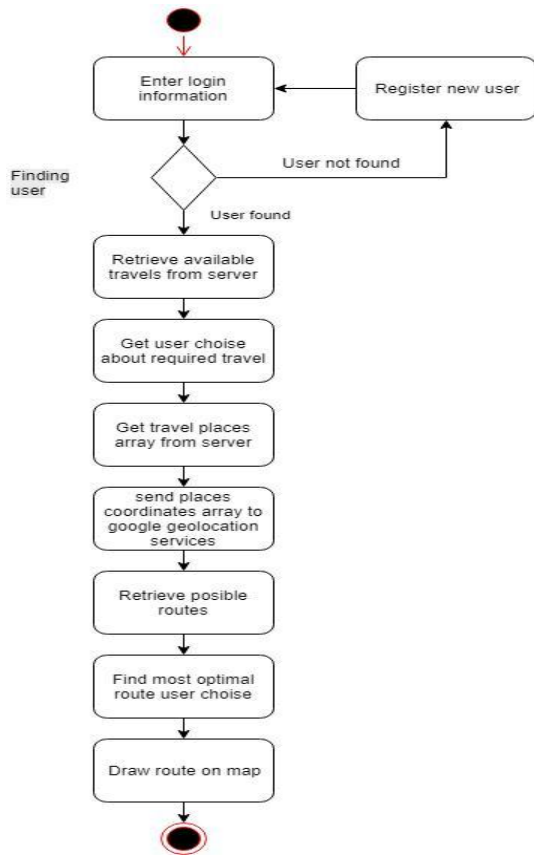 Enter login
information
Register new user
Finding
user
User not found
User found
Retrieve available
travels from server
Get user choise
about required travel
Get travel places
array from server
send places
coordinates array to
google geolocation
services
Retrieve posible
routes
Find most optimal
route user choise
Draw route on map